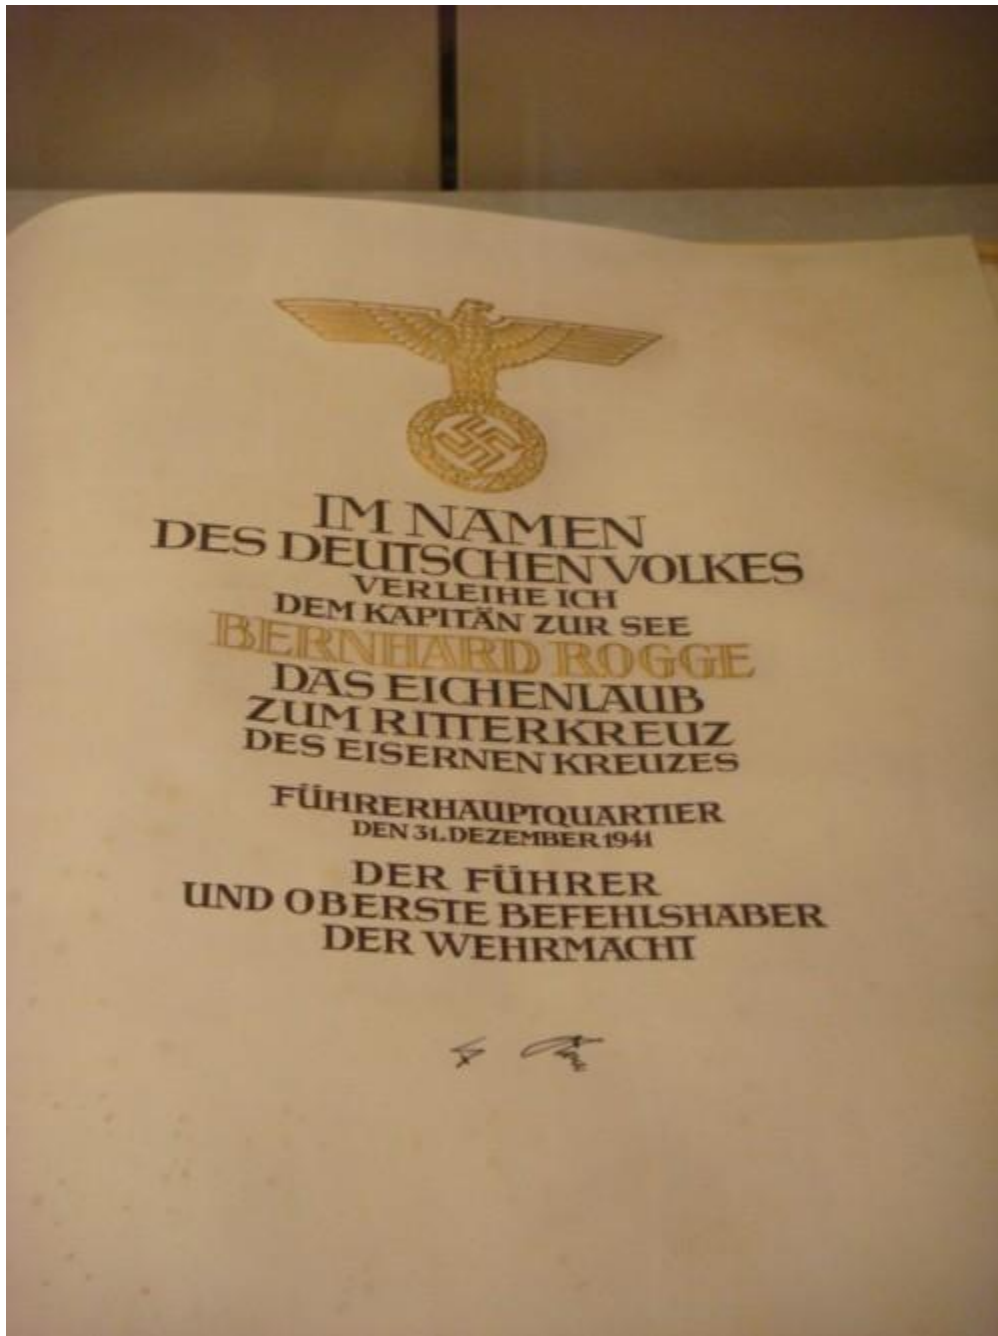 IM NAMEN
DES DEUTSCHEN VOLKES
VERLEIHE ICH
DEM KAPITÄN ZUR SEE
BERNHARD ROGGE
DAS EICHENLAUB
ZUM RITTERKREUZ
DES EISERNEN KREUZES
FÜHRERHAUPTQUARTIER
DEN 31. DEZEMBER 1941
DER FÜHRER
UND OBERSTE BEFEHLSHABER
DER WEHRMACHT